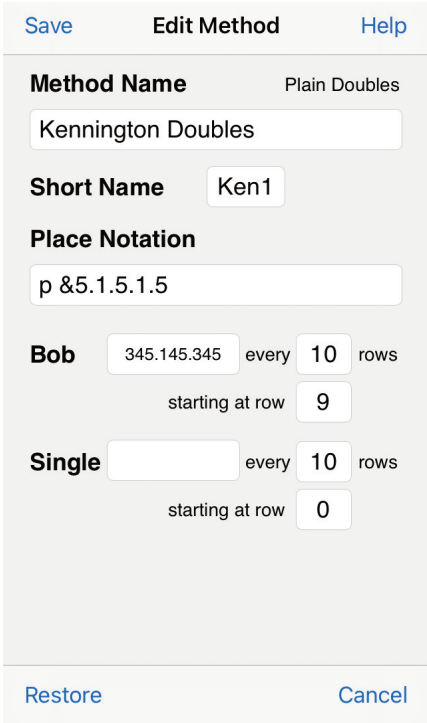 Save Edit Method Help
Method Name Plain Doubles
Kennington Doubles
Short Name Ken1
Place Notation
p &5.1.5.1.5
Bob 345.145.345 every 10 rows
starting at row 9
Single every 10 rows
starting at row 0
Restore Cancel